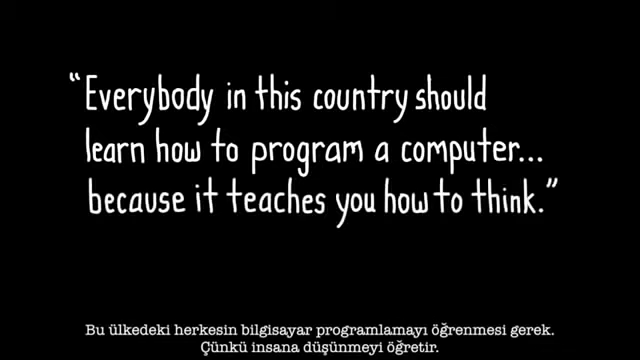 “Everybody in this country should
learn how to program a computer...
because it teaches you how to think.”
Bu ülkedeki herkesin bilgisayar programlamayı öğrenmesi gerek.
Çünkü insana düşünmeyi öğretir.